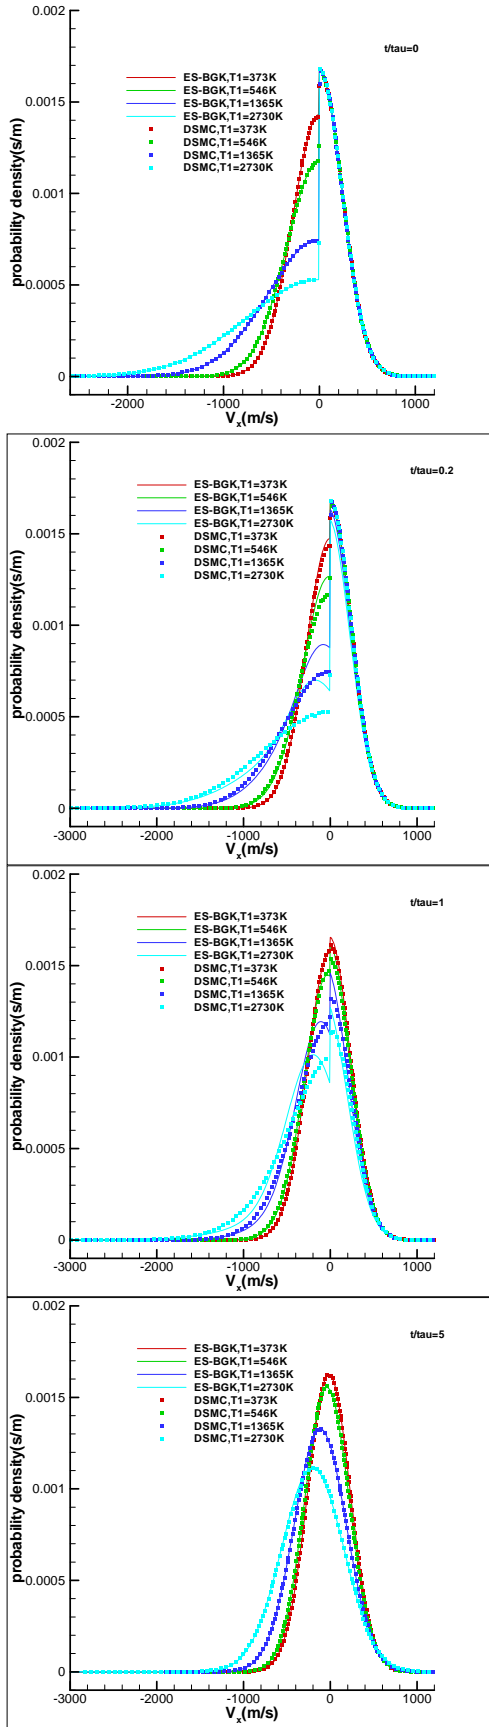 0.002
t/tau=0
ES-BGK,T1=373K
ES-BGK,T1=546K
0.0015
ES-BGK,T1=1365K
ES-BGK,T1=2730K
DSMC,T1=373K
DSMC,T1=546K
DSMC,T1=1365K
DSMC,T1=2730K
0.001
probability density(s/m)
0.0005
0
-2000 -1000 0 1000
Vx(m/s)
0.002
t/tau=0.2
ES-BGK,T1=373K
ES-BGK,T1=546K
ES-BGK,T1=1365K
0.0015
ES-BGK,T1=2730K
DSMC,T1=373K
DSMC,T1=546K
DSMC,T1=1365K
DSMC,T1=2730K
0.001
probability density(s/m)
0.0005
0
-3000 -2000 -1000 0 1000
Vx(m/s)
0.002
t/tau=1
ES-BGK,T1=373K
ES-BGK,T1=546K
ES-BGK,T1=1365K
0.0015
ES-BGK,T1=2730K
DSMC,T1=373K
DSMC,T1=546K
DSMC,T1=1365K
DSMC,T1=2730K
0.001
probability density(s/m)
0.0005
0
-3000 -2000 -1000 0 1000
Vx(m/s)
0.002
t/tau=5
ES-BGK,T1=373K
ES-BGK,T1=546K
ES-BGK,T1=1365K
0.0015
ES-BGK,T1=2730K
DSMC,T1=373K
DSMC,T1=546K
DSMC,T1=1365K
DSMC,T1=2730K
0.001
probability density(s/m)
0.0005
0
-3000 -2000 -1000 0 1000
Vx(m/s)